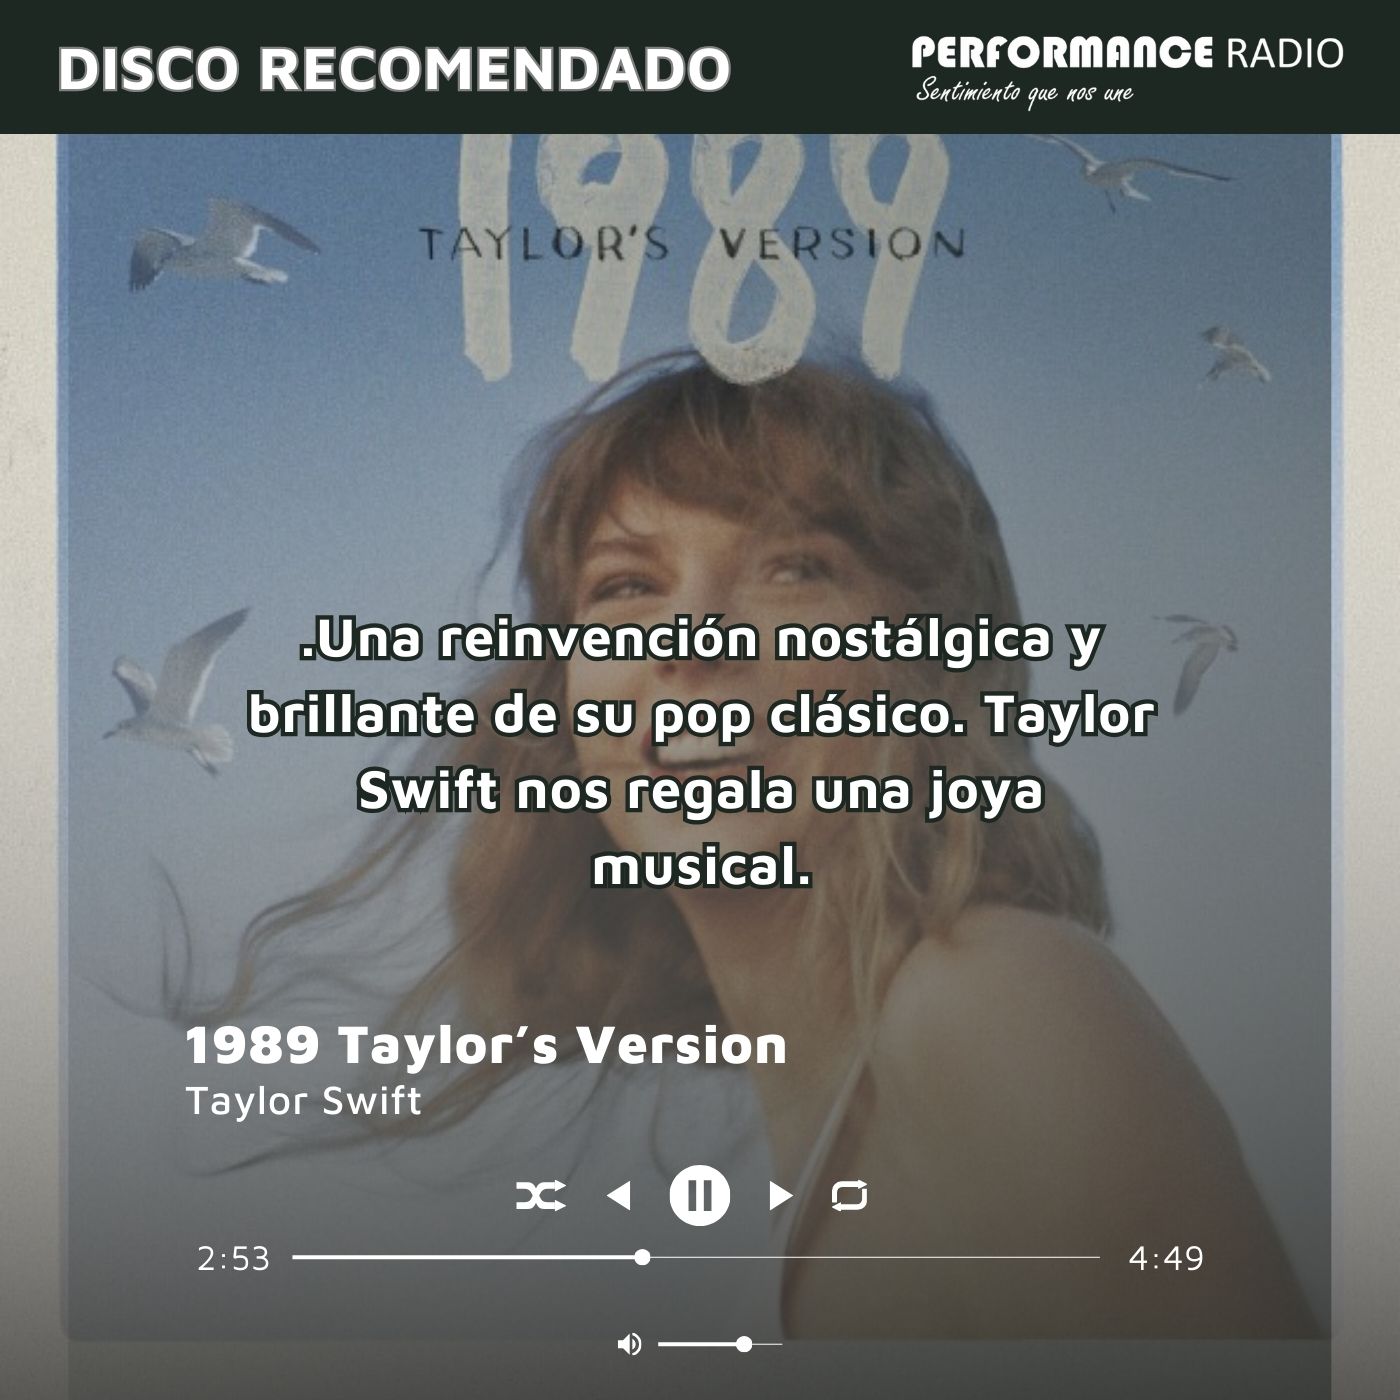 DISCO RECOMENDADO
PERFORMANCE RADIO
Sentimiento que nos une
1989
TAYLOR'S VERSION
.Una reinvención nostálgica y
brillante de su pop clásico. Taylor
Swift nos regala una joya
musical.
1989 Taylor’s Version
Taylor Swift
2:53
4:49